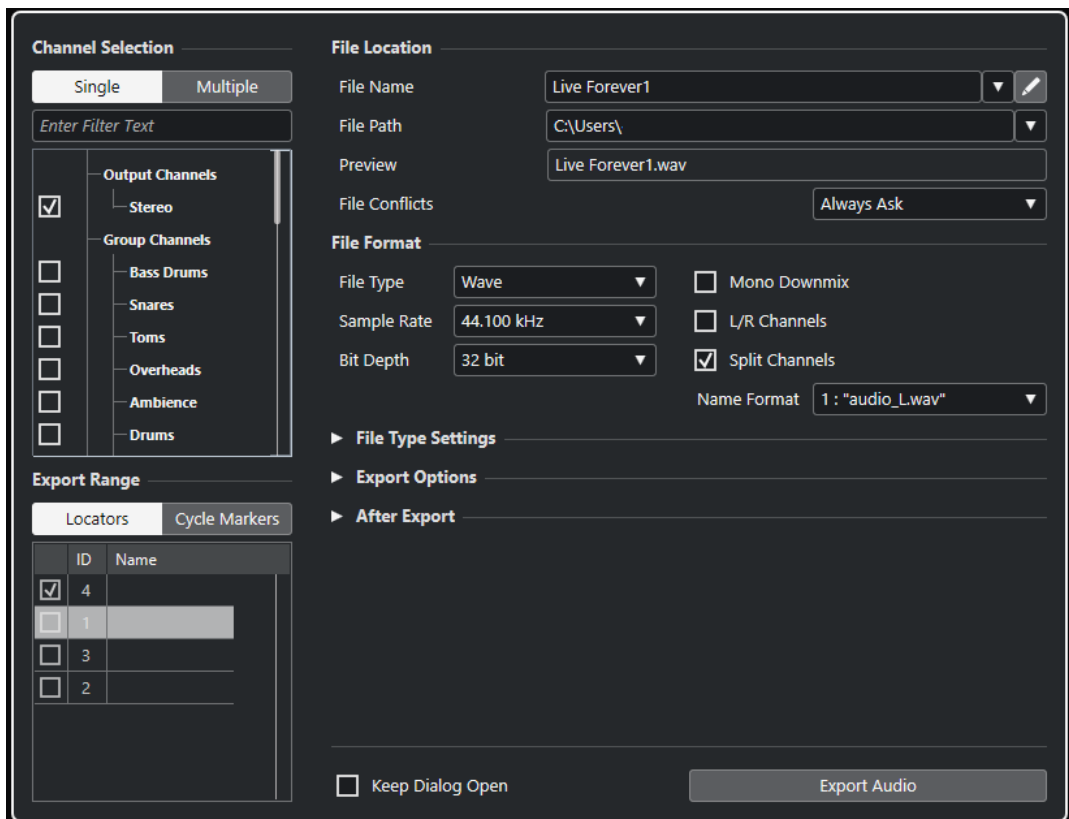 Channel Selection
Single Multiple
Enter Filter Text
Output Channels
Stereo
Group Channels
Bass Drums
Snares
Toms
Overheads
Ambience
Drums
Export Range
Locators Cycle Markers
ID Name
4
1
3
2
File Location
File Name Live Forever1
File Path C:\Users\
Preview Live Forever1.wav
File Conflicts Always Ask
File Format
File Type Wave Mono Downmix
Sample Rate 44.100 kHz L/R Channels
Bit Depth 32 bit Split Channels
Name Format 1 : "audio_L.wav"
File Type Settings
Export Options
After Export
Keep Dialog Open Export Audio